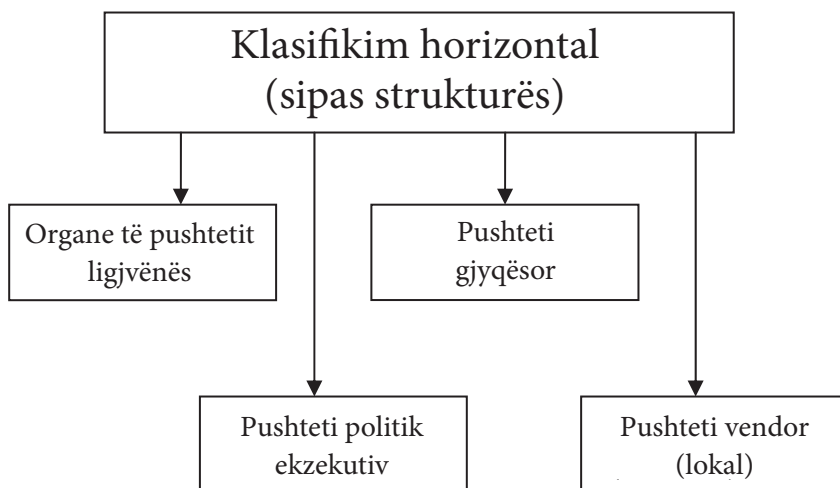 Klasifikim horizontal
(sipas strukturës)
Organe të pushtetit
ligjvënës
Pushteti
gjyqësor
Pushteti politik
ekzekutiv
Pushteti vendor
(lokal)